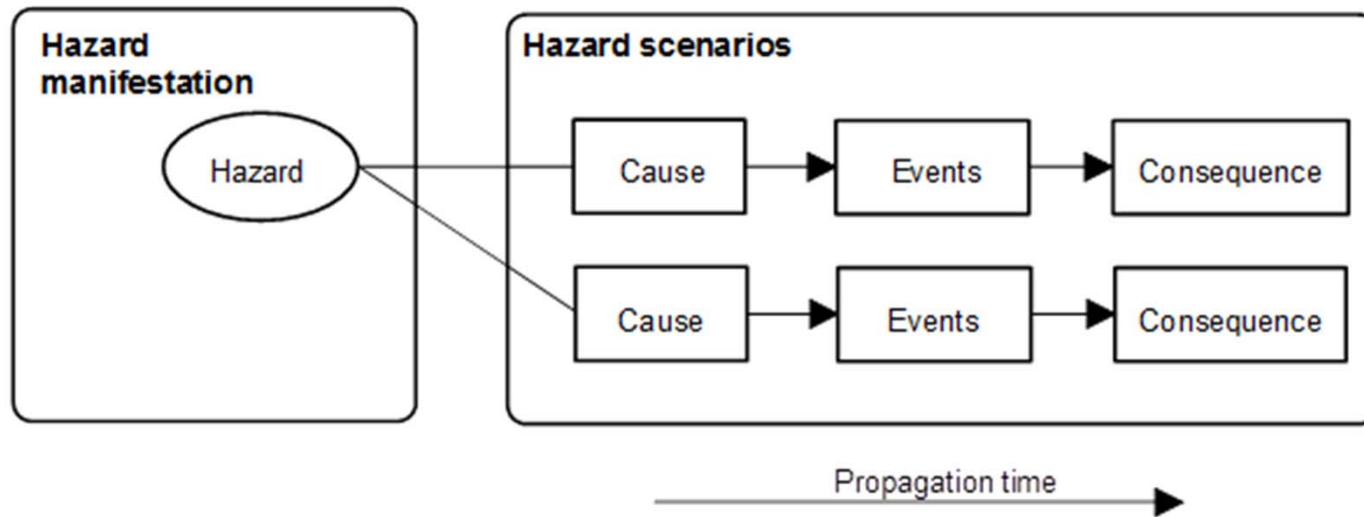 Hazard
manifestation
Hazard scenarios
Hazard
Cause
Events
Consequence
Cause
Events
Consequence
Propagation time